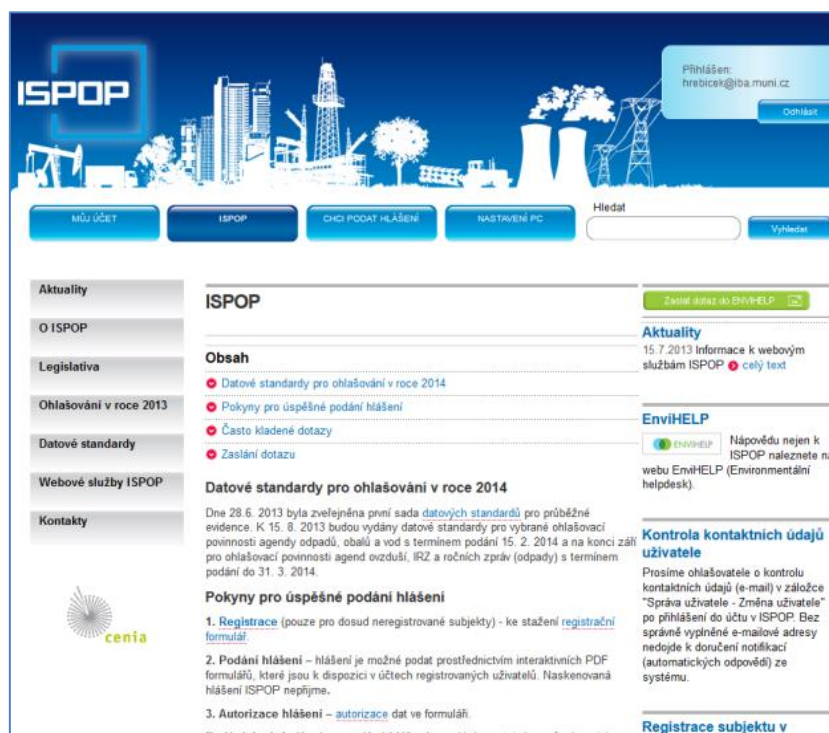 ISPOP
Přihlášen:
hrebicek@iba.muni.cz
Odhlásit
MŮJ ÚČET
ISPOP
CHCI PODAT HLÁŠENÍ
NASTAVENÍ PC
Hledat
Vyhledat
Aktuality
O ISPOP
Legislativa
Ohlašování v roce 2013
Datové standardy
Webové služby ISPOP
Kontakty
cenia
ISPOP
Obsah
Datové standardy pro ohlašování v roce 2014
Pokyny pro úspěšné podání hlášení
Často kladené dotazy
Zaslání dotazu
Datové standardy pro ohlašování v roce 2014
Dne 28.6. 2013 byla zveřejněna první sada datových standardů pro průběžné
evidence. K 15. 8. 2013 budou vydány datové standardy pro vybrané ohlašovací
povinnosti agendy odpadů, obalů a vod s termínem podání 15. 2. 2014 a na konci září
pro ohlašovací povinnosti agend ovzduší, IRZ a ročních zpráv (odpady) s termínem
podání do 31. 3. 2014.
Pokyny pro úspěšné podání hlášení
1. Registrace (pouze pro dosud neregistrované subjekty) - ke stažení registrační
formulář.
2. Podání hlášení – hlášení je možné podat prostřednictvím interaktivních PDF
formulářů, které jsou k dispozici v účtech registrovaných uživatelů. Naskenovaná
hlášení ISPOP nepřijme.
3. Autorizace hlášení – autorizace dat ve formuláři.
Zaslat dotaz do ENVIHELP
Aktuality
15.7.2013 Informace k webovým
službám ISPOP celý text
EnviHELP
ENVIHELP
Nápovědu nejen k
ISPOP naleznete na
webu EnviHELP (Environmentální
helpdesk).
Kontrola kontaktních údajů
uživatele
Prosíme ohlašovatele o kontrolu
kontaktních údajů (e-mail) v záložce
"Správa uživatele - Změna uživatele"
po přihlášení do účtu v ISPOP. Bez
správně vyplněné e-mailové adresy
nedojde k doručení notifikací
(automatických odpovědí) ze
systému.
Registrace subjektu v